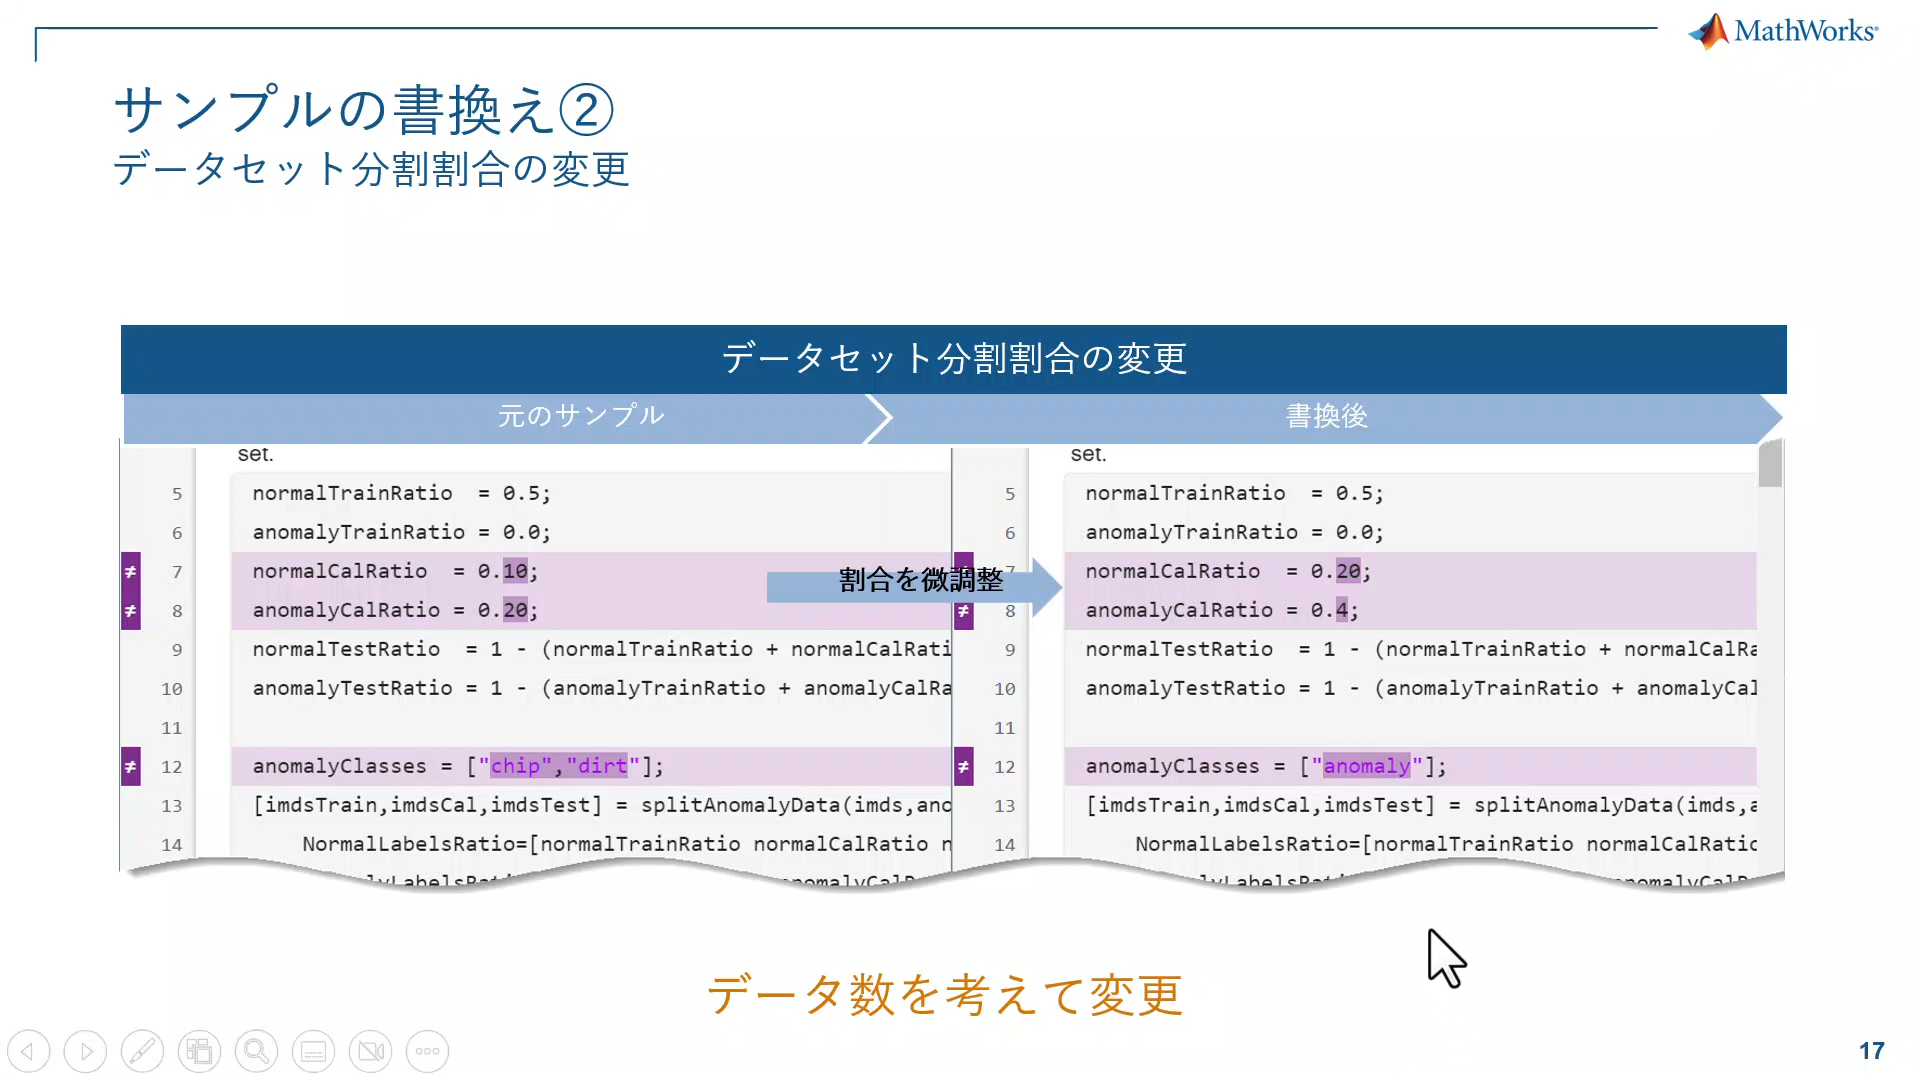 MathWorks
サンプルの書換え②
データセット分割割合の変更
データセット分割割合の変更
元のサンプル
書換後
set.
5 normalTrainRatio = 0.5;
6 anomalyTrainRatio = 0.0;
≠ 7 normalCalRatio = 0.10;
≠ 8 anomalyCalRatio = 0.20;
9 normalTestRatio = 1 - (normalTrainRatio + normalCalRati
10 anomalyTestRatio = 1 - (anomalyTrainRatio + anomalyCalRa
11
≠ 12 anomalyClasses = ["chip","dirt"];
13 [imdsTrain,imdsCal,imdsTest] = splitAnomalyData(imds,ano
14 NormalLabelsRatio=[normalTrainRatio normalCalRatio n
割合を微調整
set.
5 normalTrainRatio = 0.5;
6 anomalyTrainRatio = 0.0;
7 normalCalRatio = 0.20;
≠ 8 anomalyCalRatio = 0.4;
9 normalTestRatio = 1 - (normalTrainRatio + normalCalRa
10 anomalyTestRatio = 1 - (anomalyTrainRatio + anomalyCal
11
≠ 12 anomalyClasses = ["anomaly"];
13 [imdsTrain,imdsCal,imdsTest] = splitAnomalyData(imds,a
14 NormalLabelsRatio=[normalTrainRatio normalCalRatio
データ数を考えて変更
17